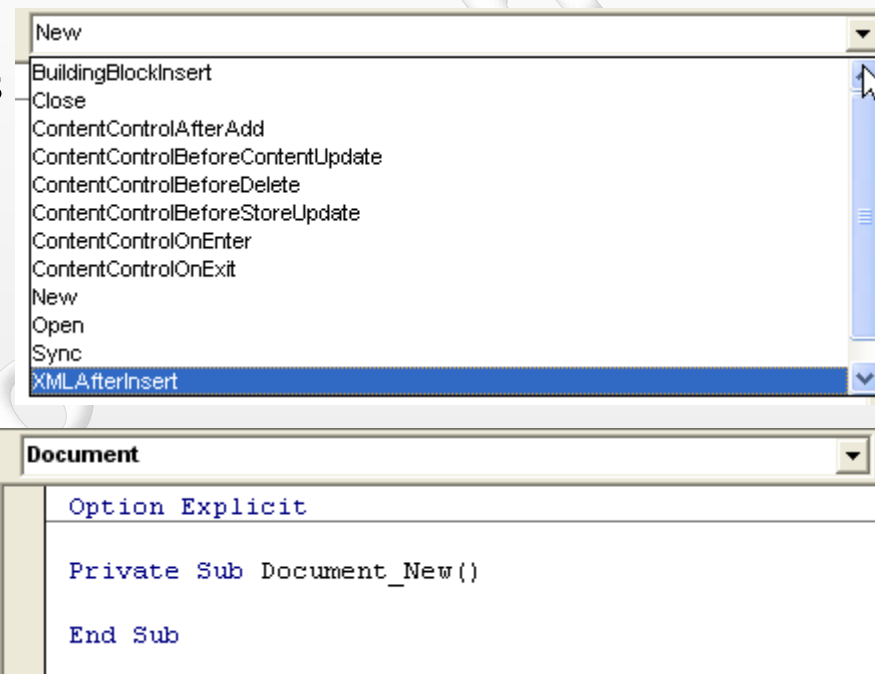 New
BuildingBlockInsert
Close
ContentControlAfterAdd
ContentControlBeforeContentUpdate
ContentControlBeforeDelete
ContentControlBeforeStoreUpdate
ContentControlOnEnter
ContentControlOnExit
New
Open
Sync
XMLAfterInsert
Document
Option Explicit
Private Sub Document_New()
End Sub